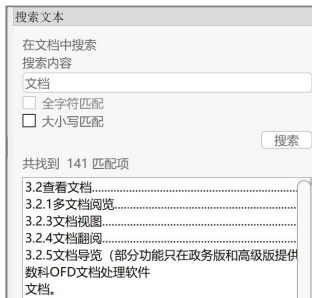 搜索文本
在文档中搜索
搜索内容
文档
全字符匹配
大小写匹配
搜索
共找到 141 匹配项
3.2查看文档................................................
3.2.1多文档阅览................................................
3.2.3文档视图................................................
3.2.4文档翻阅................................................
3.2.5文档导览（部分功能只在政务版和高级版提供
数科OFD文档处理软件
文档。